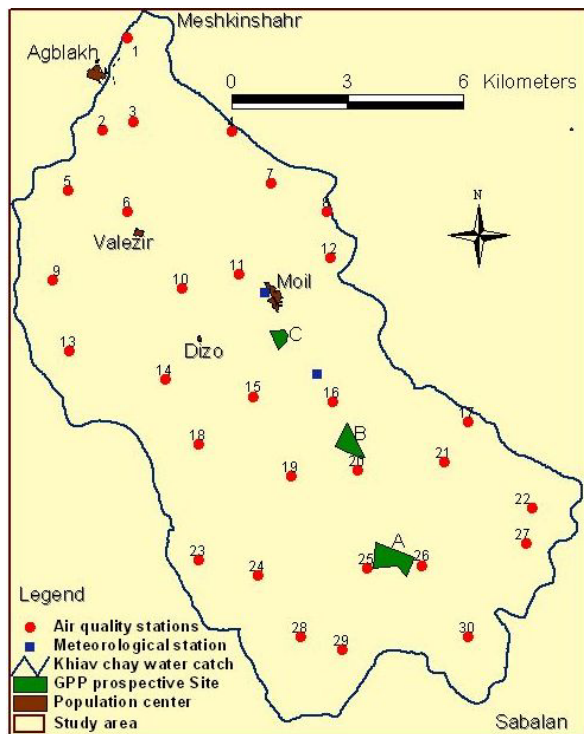 Meshkinshahr
Agblakh
1
0 3 6 Kilometers
2
3
4
5
6
7
8
N
Valezir
9
10
11
12
Moil
13
Dizo
C
14
15
16
17
B
18
19
20
21
22
23
24
25
A
26
27
28
29
30
Legend
Air quality stations
Meteorological station
Khiav chay water catch
GPP prospective Site
Population center
Study area
Sabalan